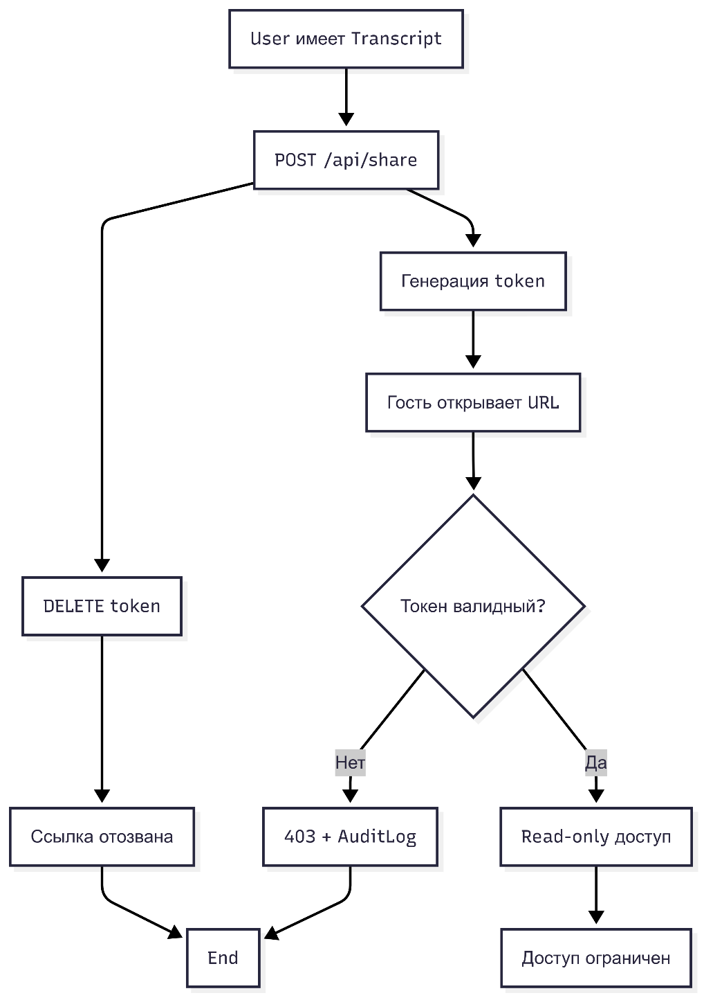 User имеет Transcript
POST /api/share
Генерация token
Гость открывает URL
DELETE token
Токен валидный?
Нет
Да
Ссылка отозвана
403 + AuditLog
Read-only доступ
End
Доступ ограничен